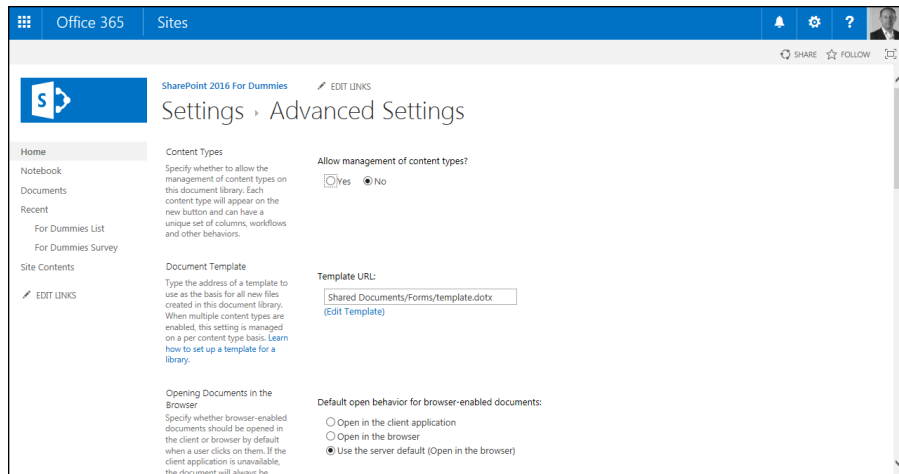 Office 365 Sites ?
SHARE FOLLOW
S
SharePoint 2016 For Dummies EDIT LINKS
Settings Advanced Settings
Home
Notebook
Documents
Recent
For Dummies List
For Dummies Survey
Site Contents
EDIT LINKS
Content Types
Specify whether to allow the
management of content types on
this document library. Each
content type will appear on the
new button and can have a
unique set of columns, workflows
and other behaviors.
Allow management of content types?
Yes No
Document Template
Type the address of a template to
use as the basis for all new files
created in this document library.
When multiple content types are
enabled, this setting is managed
on a per content type basis. Learn
how to set up a template for a
library.
Template URL:
Shared Documents/Forms/template.dotx
(Edit Template)
Opening Documents in the
Browser
Specify whether browser-enabled
documents should be opened in
the client or browser by default
when a user clicks on them. If the
client application is unavailable,
the document will always be
Default open behavior for browser-enabled documents:
Open in the client application
Open in the browser
Use the server default (Open in the browser)